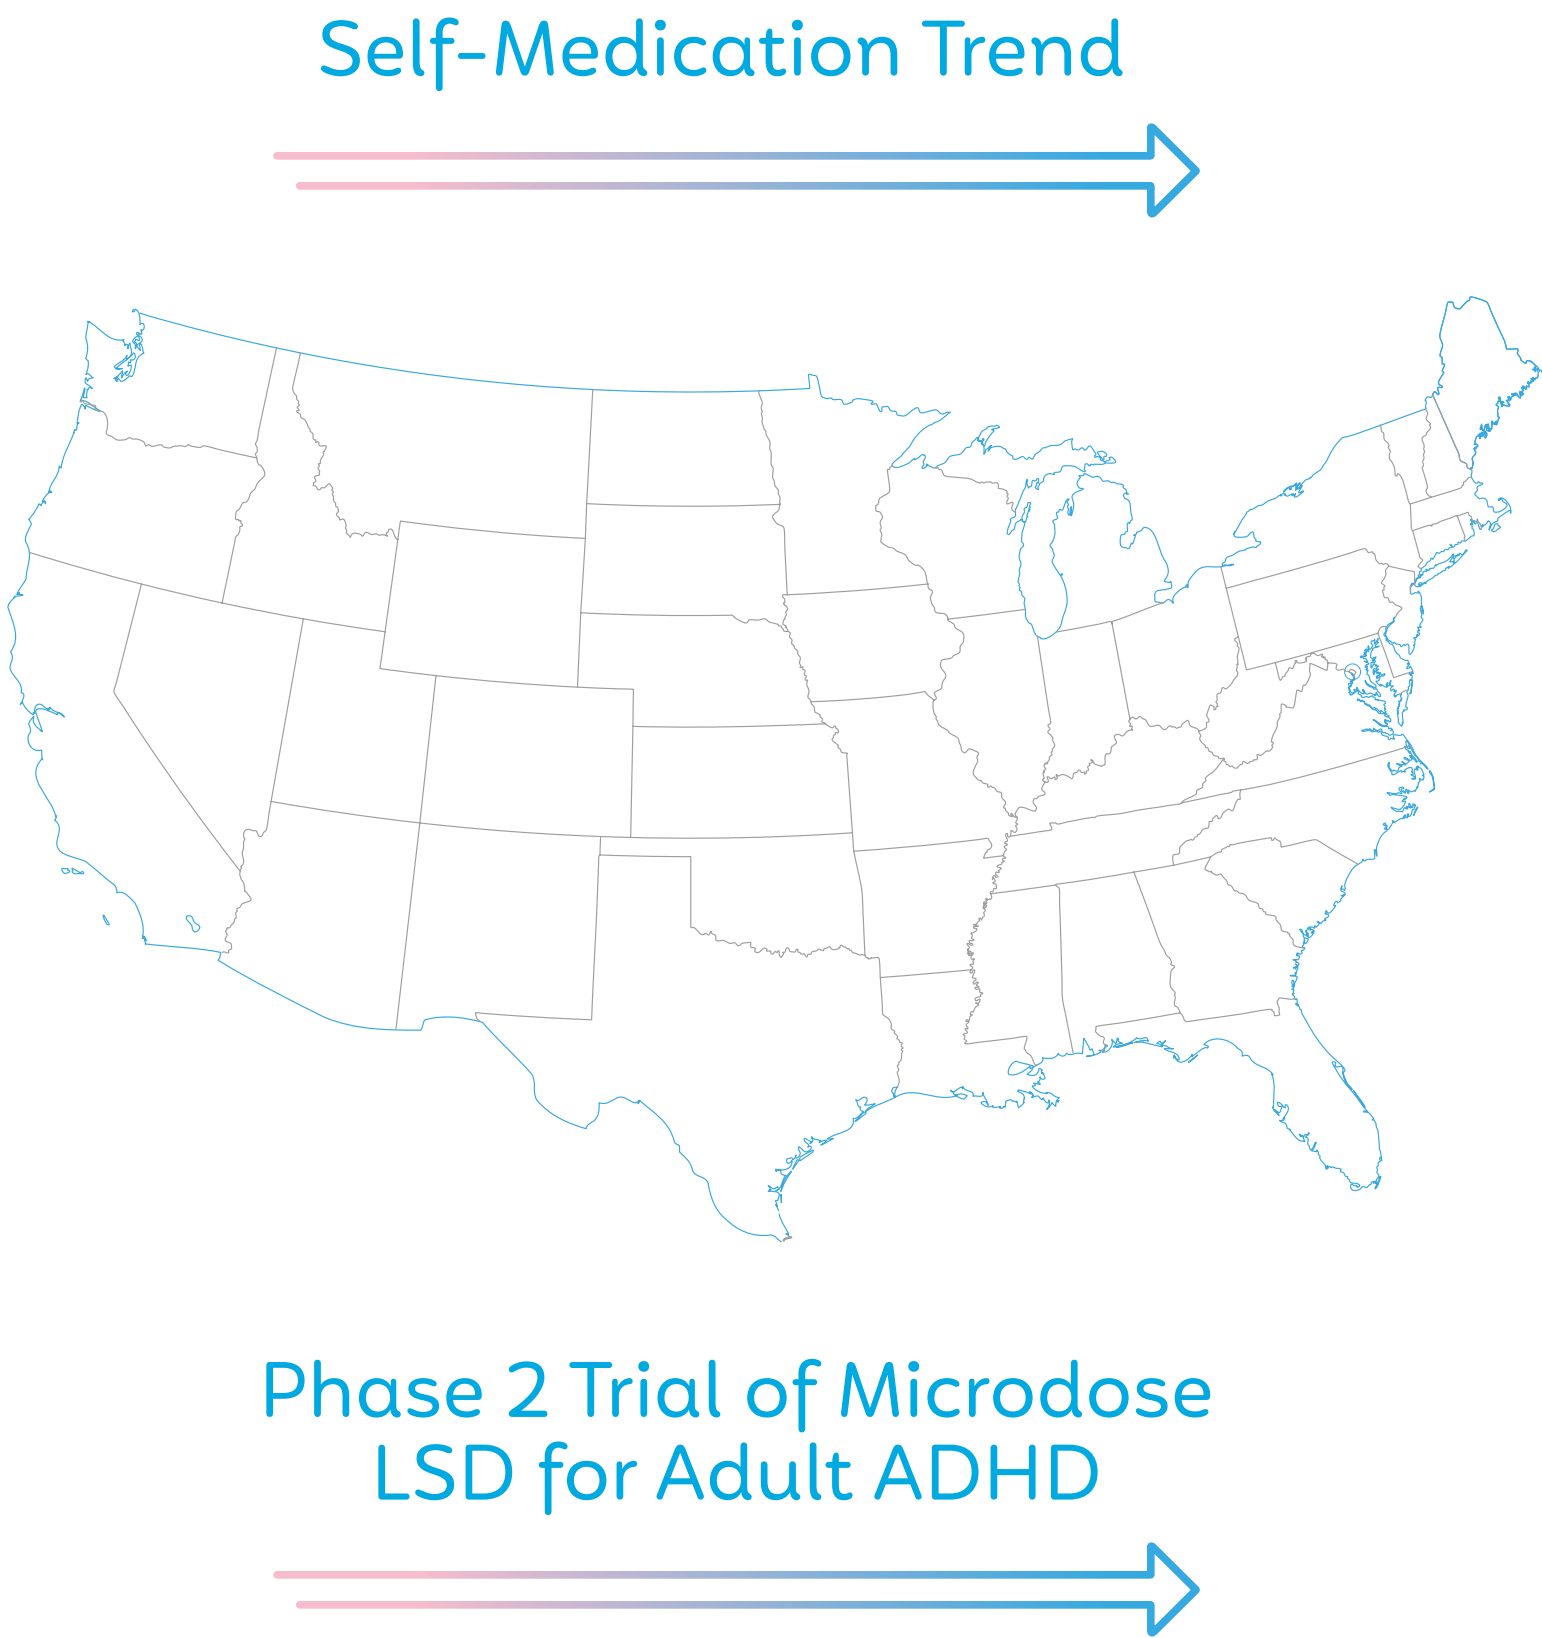 Self-Medication Trend
Phase 2 Trial of Microdose
LSD for Adult ADHD